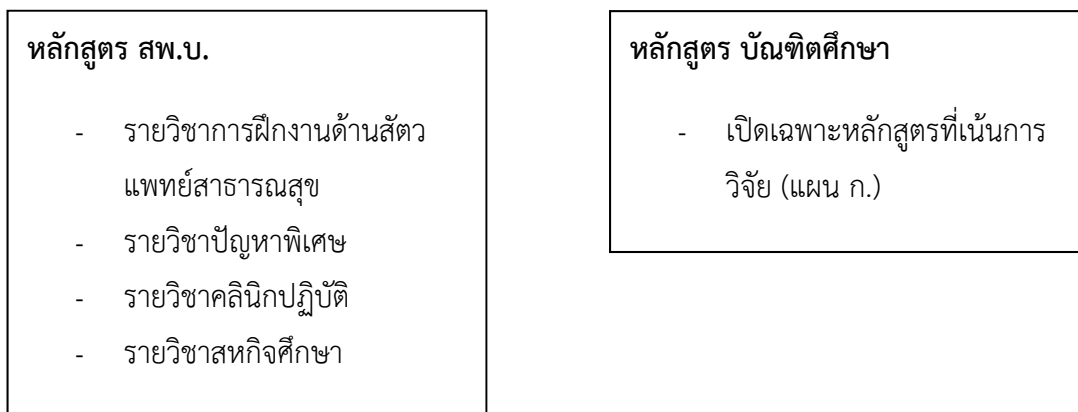 หลักสูตร สพ.บ.
- รายวิชาการฝึกงานด้านสัตว
แพทย์สาธารณสุข
- รายวิชาปัญหาพิเศษ
- รายวิชาคลินิกปฏิบัติ
- รายวิชาสหกิจศึกษา
หลักสูตร บัณฑิตศึกษา
- เปิดเฉพาะหลักสูตรที่เน้นการ
วิจัย (แผน ก.)